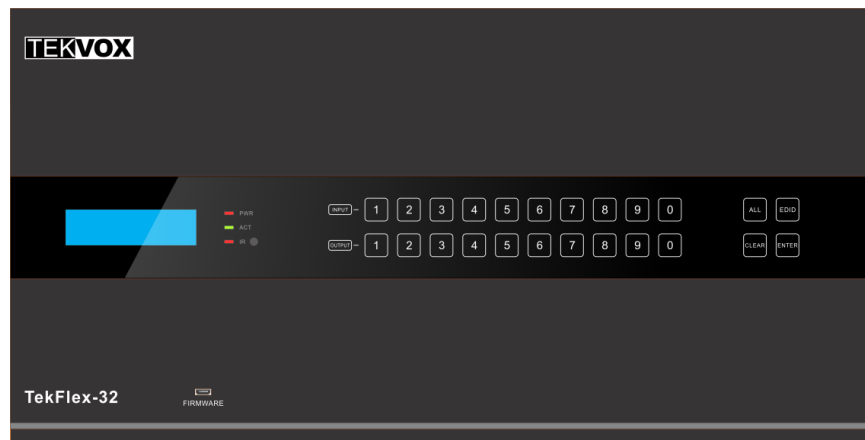 TEKVOX
PWR
ACT
IR
INPUT 1 2 3 4 5 6 7 8 9 0
OUTPUT 1 2 3 4 5 6 7 8 9 0
ALL EDID
CLEAR ENTER
TekFlex-32
FIRMWARE